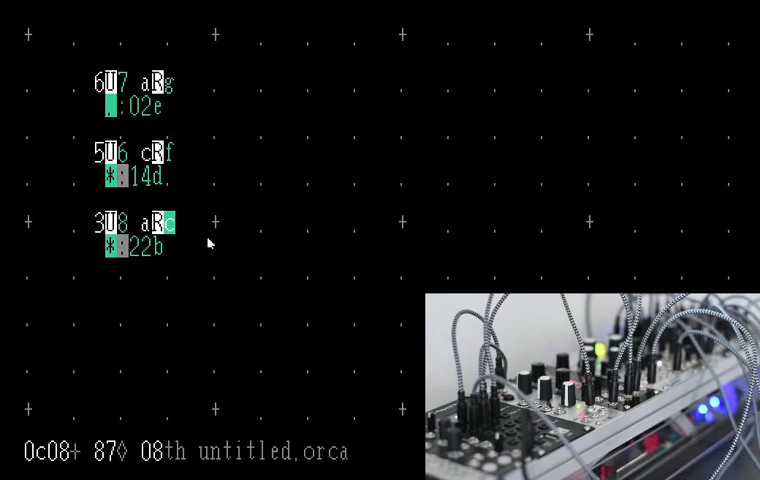 6U7 aRg
.:02e
5U6 cRf
*:14d
3U8 aRc
*:22b
0c08+ 87◊ 08th untitled.orca